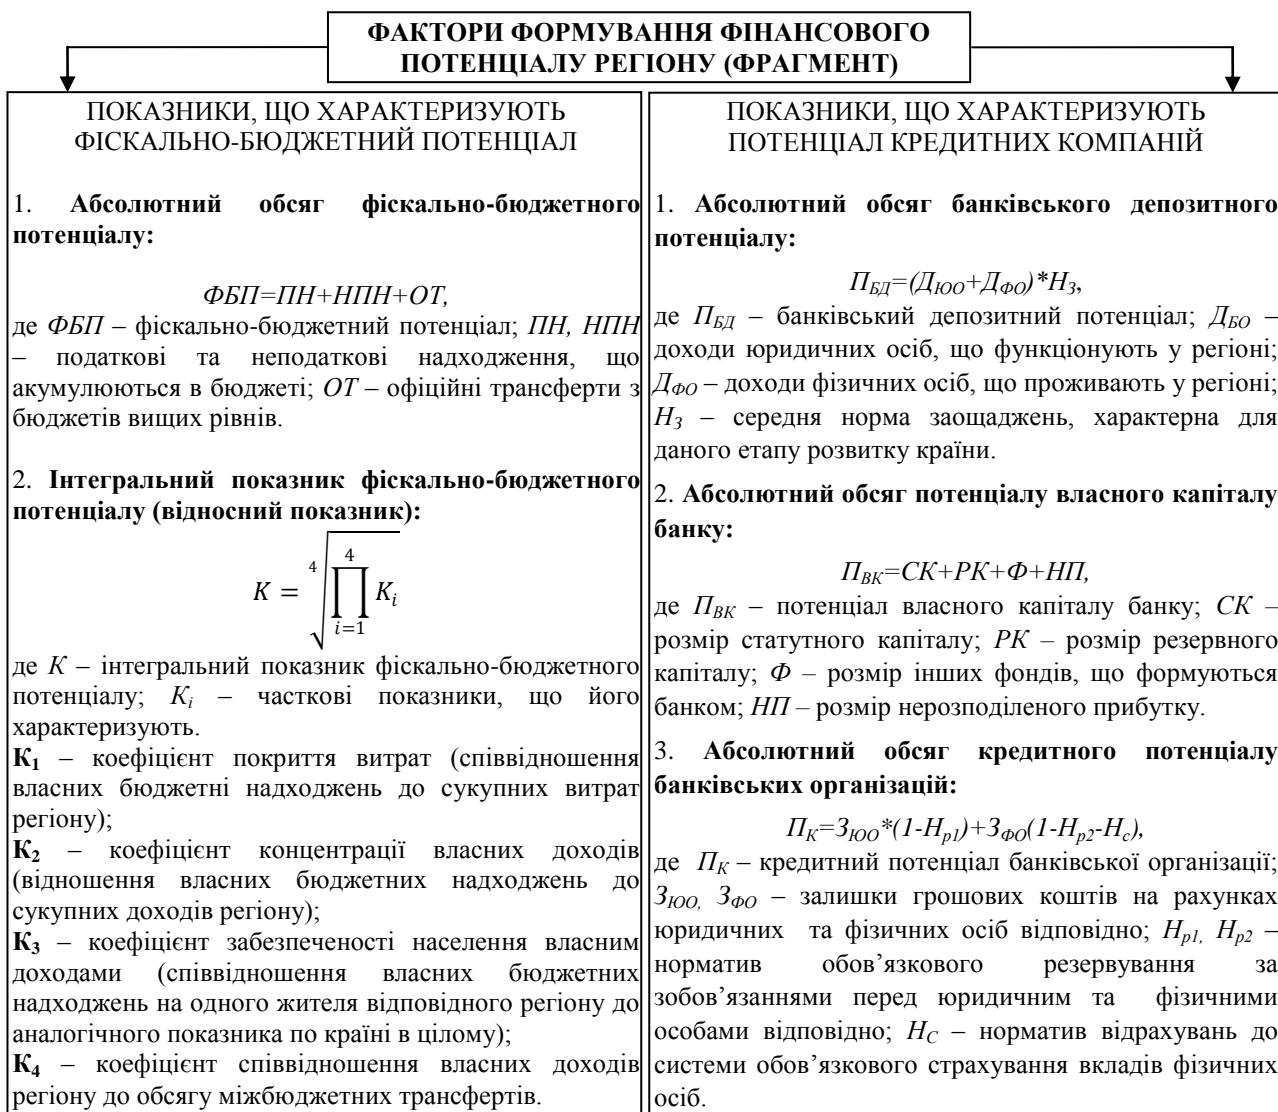 ФАКТОРИ ФОРМУВАННЯ ФІНАНСОВОГО
ПОТЕНЦІАЛУ РЕГІОНУ (ФРАГМЕНТ)
ПОКАЗНИКИ, ЩО ХАРАКТЕРИЗУЮТЬ
ФІСКАЛЬНО-БЮДЖЕТНИЙ ПОТЕНЦІАЛ
1. Абсолютний обсяг фіскально-бюджетного
потенціалу:
ФБП=ПН+НПН+ОТ,
де ФБП – фіскально-бюджетний потенціал; ПН, НПН
– податкові та неподаткові надходження, що
акумулюються в бюджеті; ОТ – офіційні трансферти з
бюджетів вищих рівнів.
2. Інтегральний показник фіскально-бюджетного
потенціалу (відносний показник):
K = \sqrt[4]{\prod_{i=1}^{4} K_i}
де К – інтегральний показник фіскально-бюджетного
потенціалу; К_i – часткові показники, що його
характеризують.
К₁ – коефіцієнт покриття витрат (співвідношення
власних бюджетні надходжень до сукупних витрат
регіону);
К₂ – коефіцієнт концентрації власних доходів
(відношення власних бюджетних надходжень до
сукупних доходів регіону);
К₃ – коефіцієнт забезпеченості населення власним
доходами (співвідношення власних бюджетних
надходжень на одного жителя відповідного регіону до
аналогічного показника по країні в цілому);
К₄ – коефіцієнт співвідношення власних доходів
регіону до обсягу міжбюджетних трансфертів.
ПОКАЗНИКИ, ЩО ХАРАКТЕРИЗУЮТЬ
ПОТЕНЦІАЛ КРЕДИТНИХ КОМПАНІЙ
1. Абсолютний обсяг банківського депозитного
потенціалу:
П_БД=(Д_ЮО+Д_ФО)*Н_З,
де П_БД – банківський депозитний потенціал; Д_БО –
доходи юридичних осіб, що функціонують у регіоні;
Д_ФО – доходи фізичних осіб, що проживають у регіоні;
Н_З – середня норма заощаджень, характерна для
даного етапу розвитку країни.
2. Абсолютний обсяг потенціалу власного капіталу
банку:
П_ВК=СК+РК+Ф+НП,
де П_ВК – потенціал власного капіталу банку; СК –
розмір статутного капіталу; РК – розмір резервного
капіталу; Ф – розмір інших фондів, що формуються
банком; НП – розмір нерозподіленого прибутку.
3. Абсолютний обсяг кредитного потенціалу
банківських організацій:
П_К=З_ЮО*(1-Н_р1)+З_ФО(1-Н_р2-Н_с),
де П_К – кредитний потенціал банківської організації;
З_ЮО, З_ФО – залишки грошових коштів на рахунках
юридичних та фізичних осіб відповідно; Н_р1, Н_р2 –
норматив обов’язкового резервування за
зобов’язаннями перед юридичним та фізичними
особами відповідно; Н_С – норматив відрахувань до
системи обов’язкового страхування вкладів фізичних
осіб.